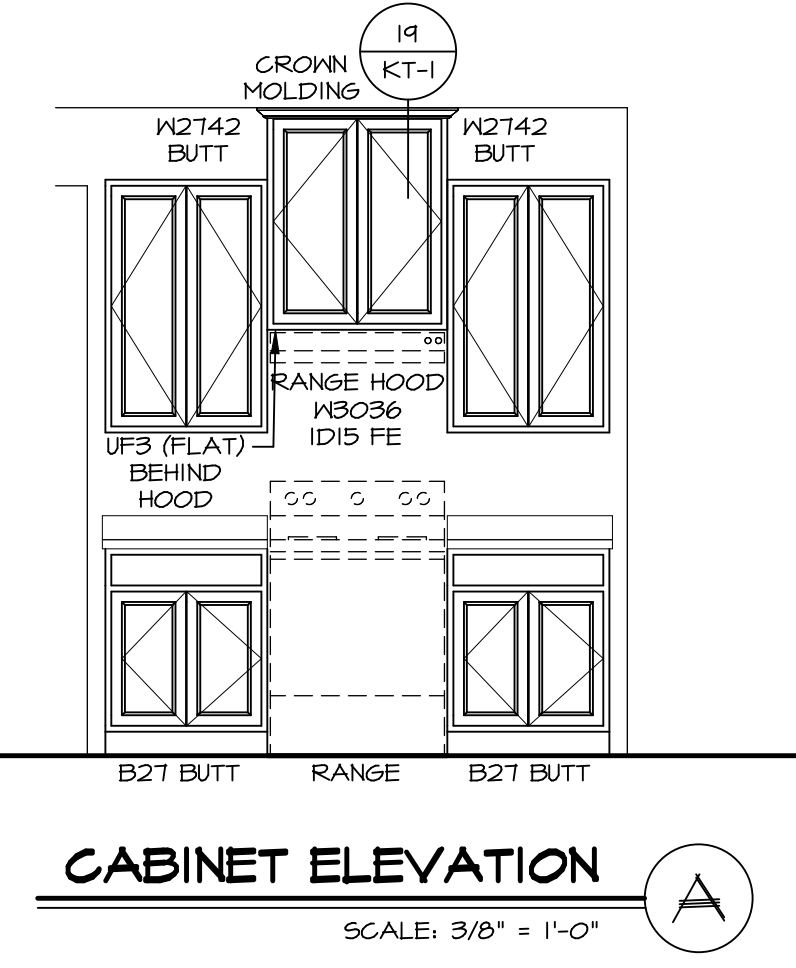 19
KT-1
CROWN
MOLDING
W2742
BUTT
W2742
BUTT
RANGE HOOD
W3036
1D15 FE
UF3 (FLAT)
BEHIND
HOOD
B27 BUTT
RANGE
B27 BUTT
CABINET ELEVATION
A
SCALE: 3/8" = 1'-0"